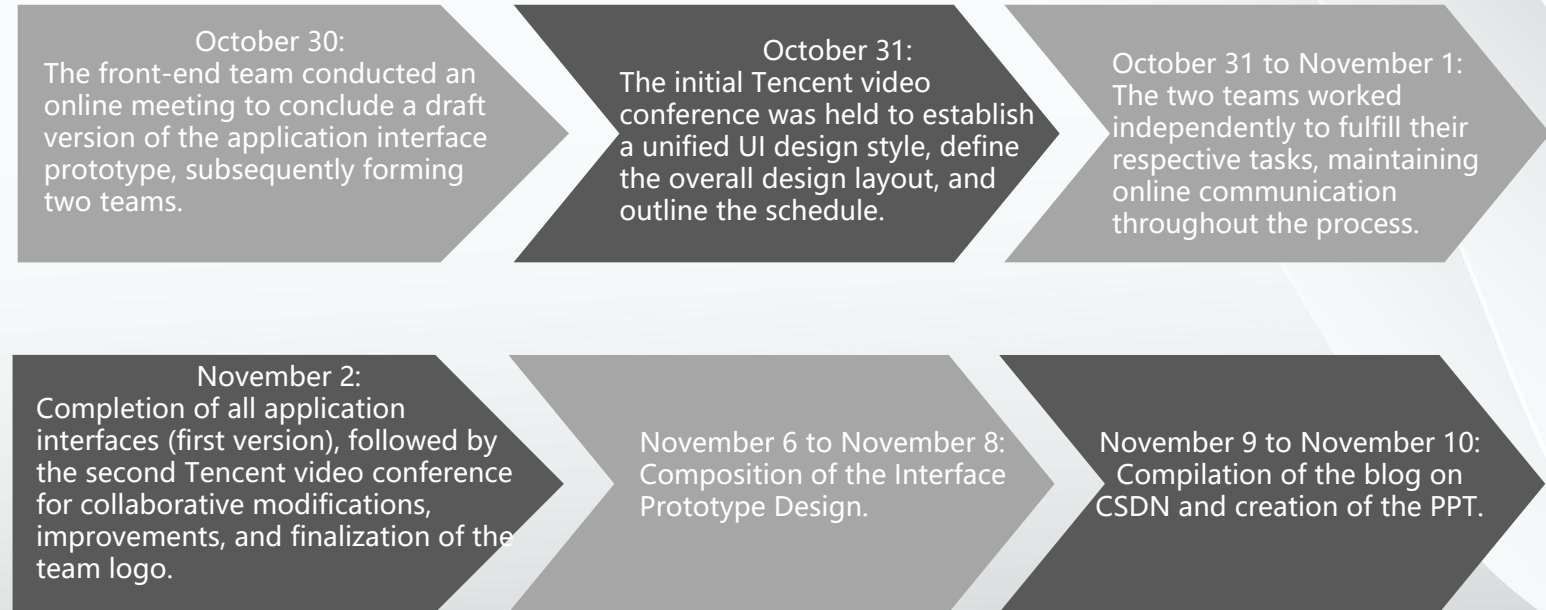 October 30:
The front-end team conducted an
online meeting to conclude a draft
version of the application interface
prototype, subsequently forming
two teams.
October 31:
The initial Tencent video
conference was held to establish
a unified UI design style, define
the overall design layout, and
outline the schedule.
October 31 to November 1:
The two teams worked
independently to fulfill their
respective tasks, maintaining
online communication
throughout the process.
November 2:
Completion of all application
interfaces (first version), followed by
the second Tencent video conference
for collaborative modifications,
improvements, and finalization of the
team logo.
November 6 to November 8:
Composition of the Interface
Prototype Design.
November 9 to November 10:
Compilation of the blog on
CSDN and creation of the PPT.